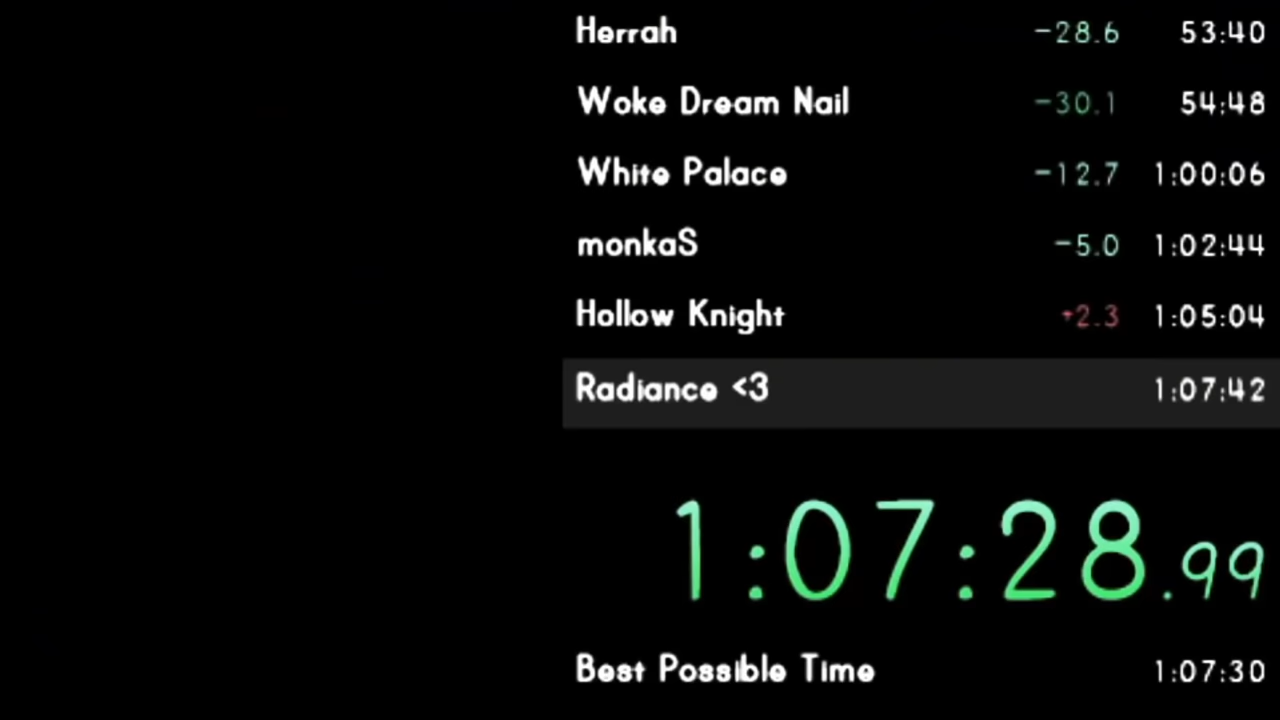 Herrah -28.6 53:40
Woke Dream Nail -30.1 54:48
White Palace -12.7 1:00:06
monkaS -5.0 1:02:44
Hollow Knight +2.3 1:05:04
Radiance <3 1:07:42
1:07:28.99
Best Possible Time 1:07:30